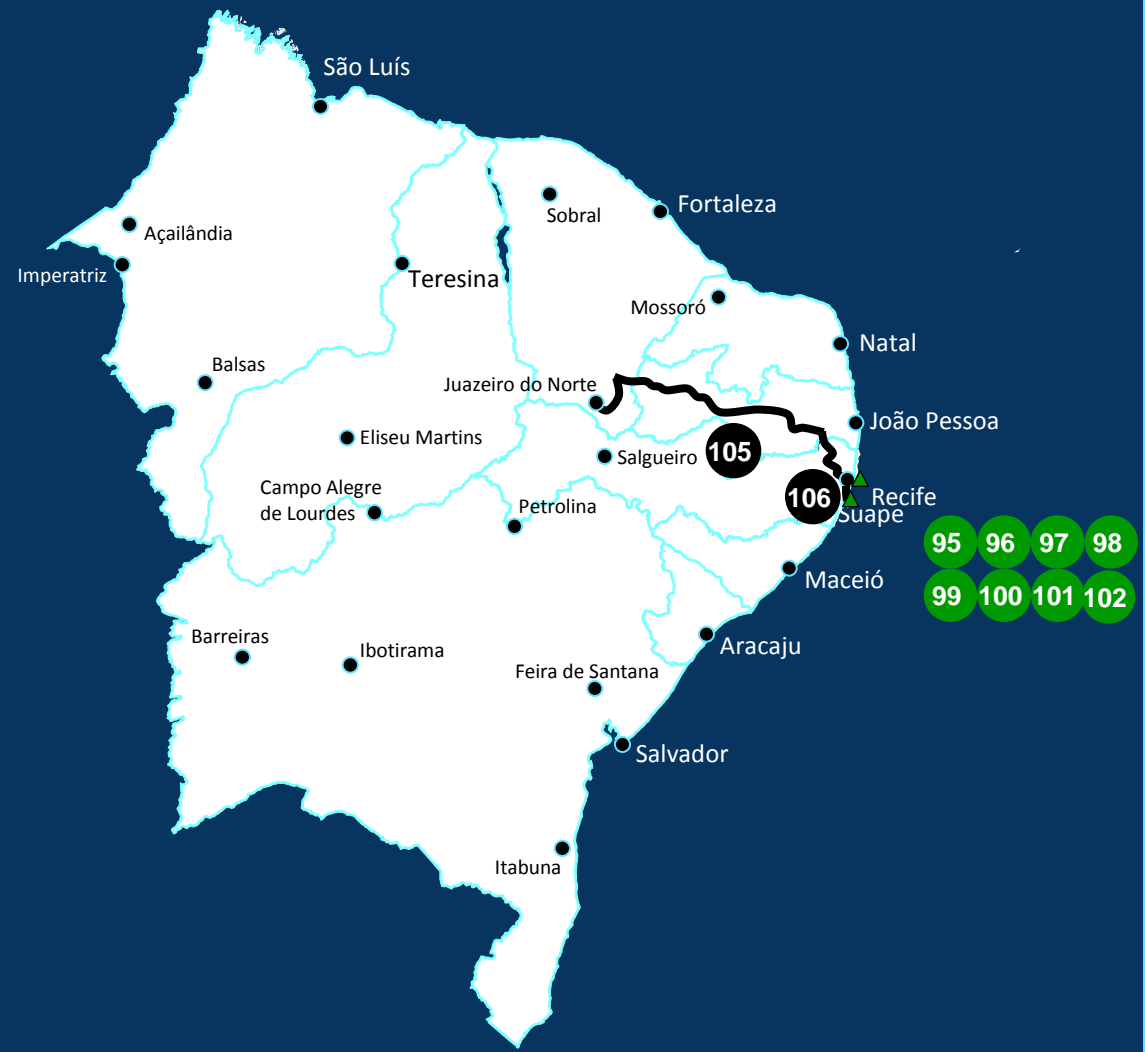 São Luís
Sobral
Fortaleza
Açailândia
Imperatriz
Teresina
Mossoró
Natal
Balsas
Juazeiro do Norte
João Pessoa
Eliseu Martins
Salgueiro
105
Campo Alegre
de Lourdes
Petrolina
106
Recife
Suape
95 96 97 98
Maceió
99 100 101 102
Barreiras
Ibotirama
Aracaju
Feira de Santana
Salvador
Itabuna